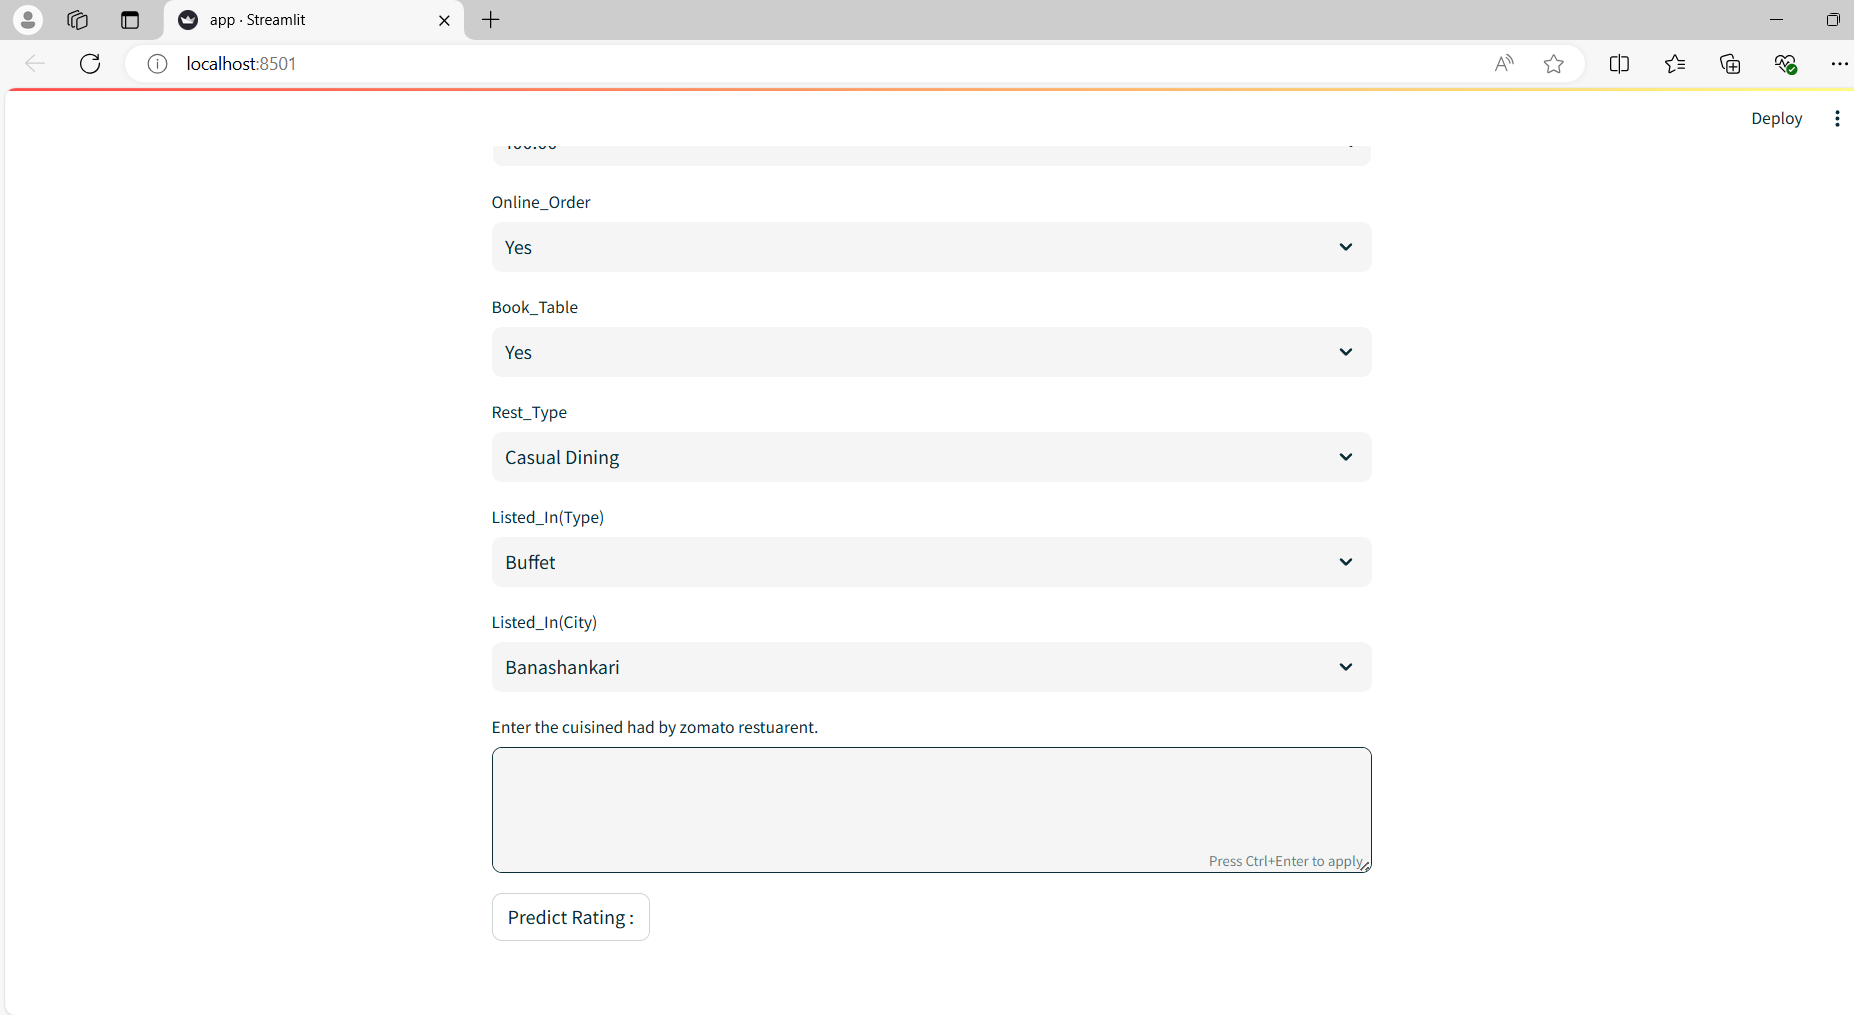 app · Streamlit
localhost:8501
Deploy
Online_Order
Yes
Book_Table
Yes
Rest_Type
Casual Dining
Listed_In(Type)
Buffet
Listed_In(City)
Banashankari
Enter the cuisined had by zomato restuarent.
Press Ctrl+Enter to apply
Predict Rating :